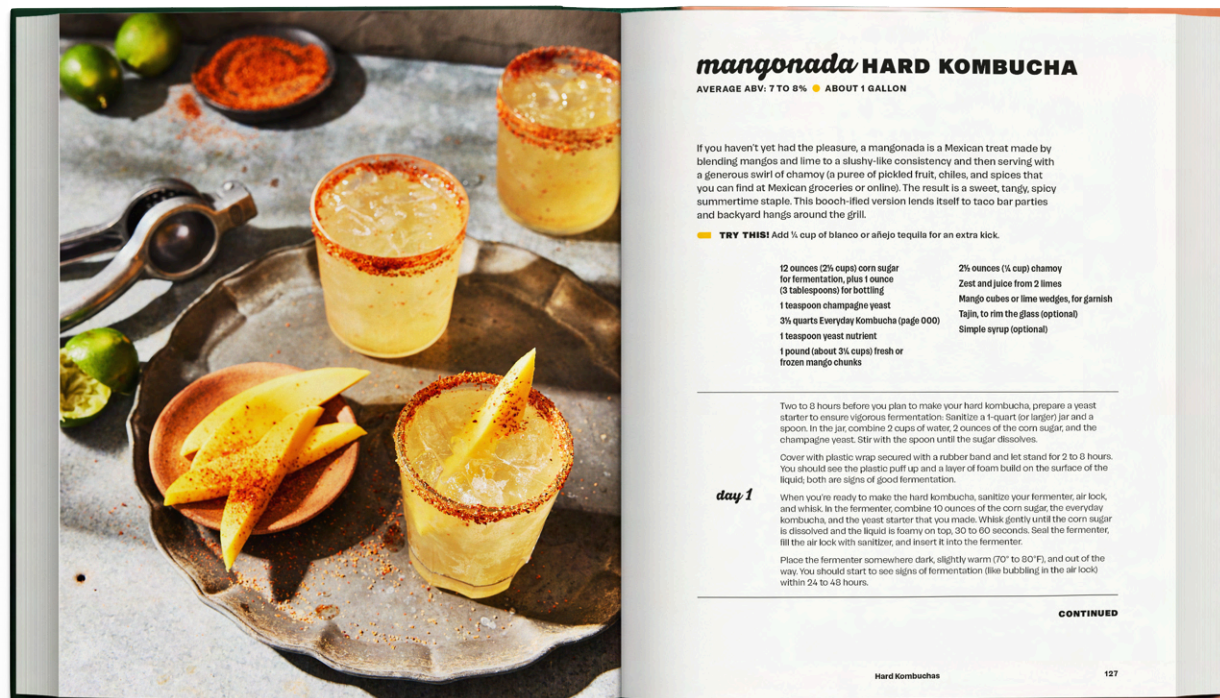 mangonada HARD KOMBUCHA
AVERAGE ABV: 7 TO 8% ABOUT 1 GALLON
If you haven't yet had the pleasure, a mangonada is a Mexican treat made by
blending mangos and lime to a slushy-like consistency and then serving with
a generous swirl of chamoy (a puree of pickled fruit, chiles, and spices that
you can find at Mexican groceries or online). The result is a sweet, tangy, spicy
summertime staple. This booch-ified version lends itself to taco bar parties
and backyard hangs around the grill.
TRY THIS! Add ¼ cup of blanco or añejo tequila for an extra kick.
12 ounces (2⅔ cups) corn sugar
for fermentation, plus 1 ounce
(3 tablespoons) for bottling
1 teaspoon champagne yeast
3½ quarts Everyday Kombucha (page 000)
1 teaspoon yeast nutrient
1 pound (about 3¼ cups) fresh or
frozen mango chunks
2⅔ ounces (¼ cup) chamoy
Zest and juice from 2 limes
Mango cubes or lime wedges, for garnish
Tajin, to rim the glass (optional)
Simple syrup (optional)
Two to 8 hours before you plan to make your hard kombucha, prepare a yeast
starter to ensure vigorous fermentation: Sanitize a 1-quart (or larger) jar and a
spoon. In the jar, combine 2 cups of water, 2 ounces of the corn sugar, and the
champagne yeast. Stir with the spoon until the sugar dissolves.
Cover with plastic wrap secured with a rubber band and let stand for 2 to 8 hours.
You should see the plastic puff up and a layer of foam build on the surface of the
liquid; both are signs of good fermentation.
day 1
When you're ready to make the hard kombucha, sanitize your fermenter, air lock,
and whisk. In the fermenter, combine 10 ounces of the corn sugar, the everyday
kombucha, and the yeast starter that you made. Whisk gently until the corn sugar
is dissolved and the liquid is foamy on top, 30 to 60 seconds. Seal the fermenter,
fill the air lock with sanitizer, and insert it into the fermenter.
Place the fermenter somewhere dark, slightly warm (70° to 80°F), and out of the
way. You should start to see signs of fermentation (like bubbling in the air lock)
within 24 to 48 hours.
CONTINUED
Hard Kombuchas
127